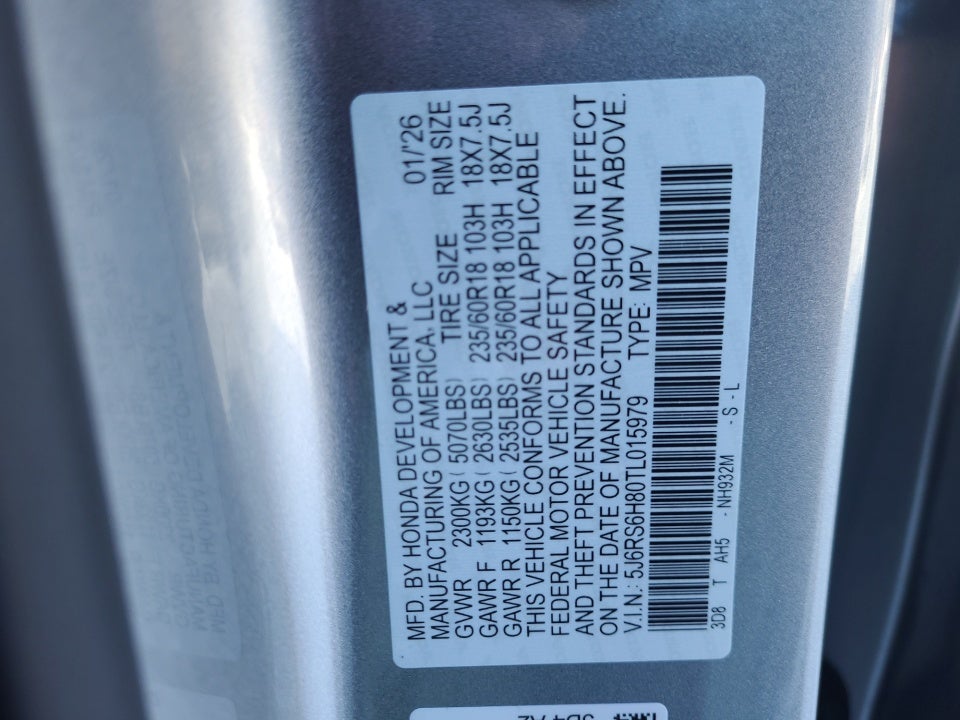 MFD. BY HONDA DEVELOPMENT &
MANUFACTURING OF AMERICA, LLC 01/'26
GVWR 2300KG ( 5070LBS) TIRE SIZE RIM SIZE
GAWR F 1193KG ( 2630LBS) 235/60R18 103H 18X7.5J
GAWR R 1150KG ( 2535LBS) 235/60R18 103H 18X7.5J
THIS VEHICLE CONFORMS TO ALL APPLICABLE
FEDERAL MOTOR VEHICLE SAFETY
AND THEFT PREVENTION STANDARDS IN EFFECT
ON THE DATE OF MANUFACTURE SHOWN ABOVE.
V.I.N.: 5J6RS6H80TL015979 TYPE: MPV
3D8 T AH5 - NH932M - S - L